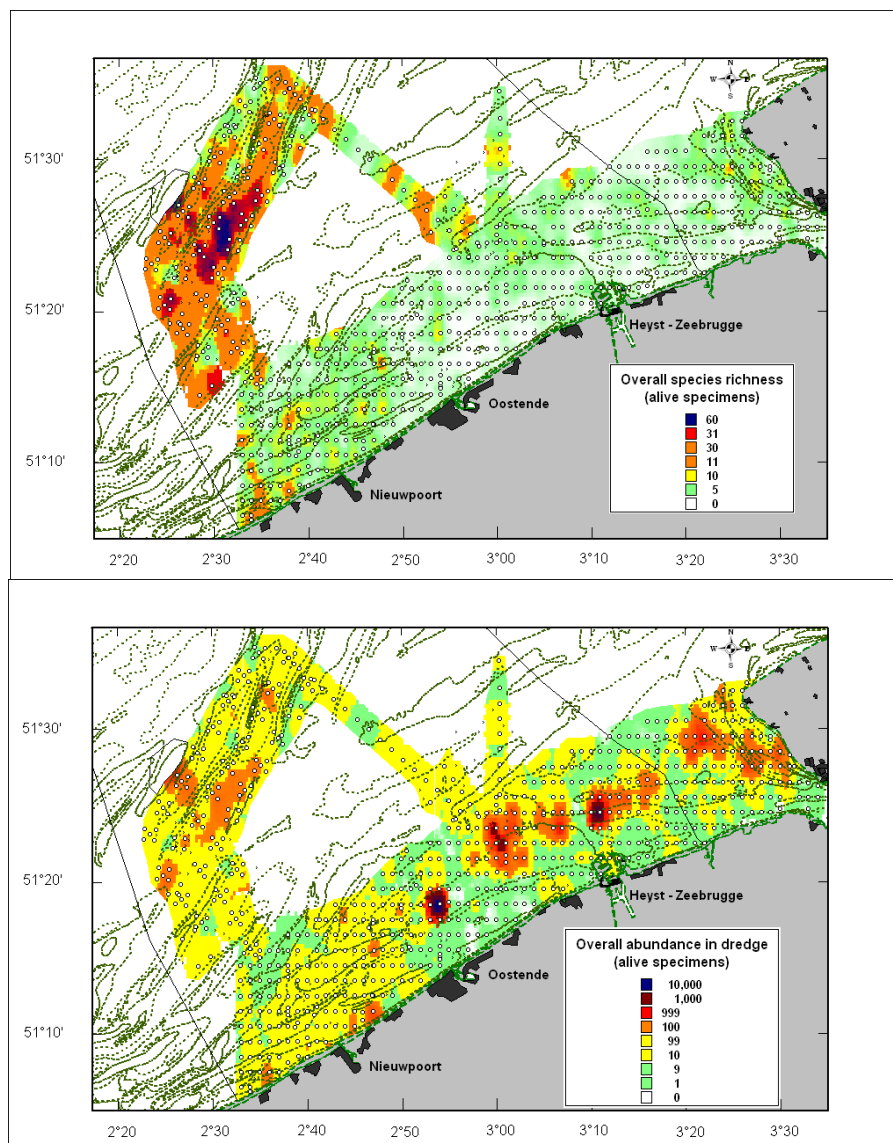 N
W E
S
51°30'
51°20'
51°10'
Heyst - Zeebrugge
Oostende
Nieuwpoort
Overall species richness
(alive specimens)
60
31
30
11
10
5
0
2°20 2°30 2°40 2°50 3°00 3°10 3°20 3°30
N
W E
S
51°30'
51°20'
51°10'
Heyst - Zeebrugge
Oostende
Nieuwpoort
Overall abundance in dredge
(alive specimens)
10,000
1,000
999
100
99
10
9
1
0
2°20 2°30 2°40 2°50 3°00 3°10 3°20 3°30